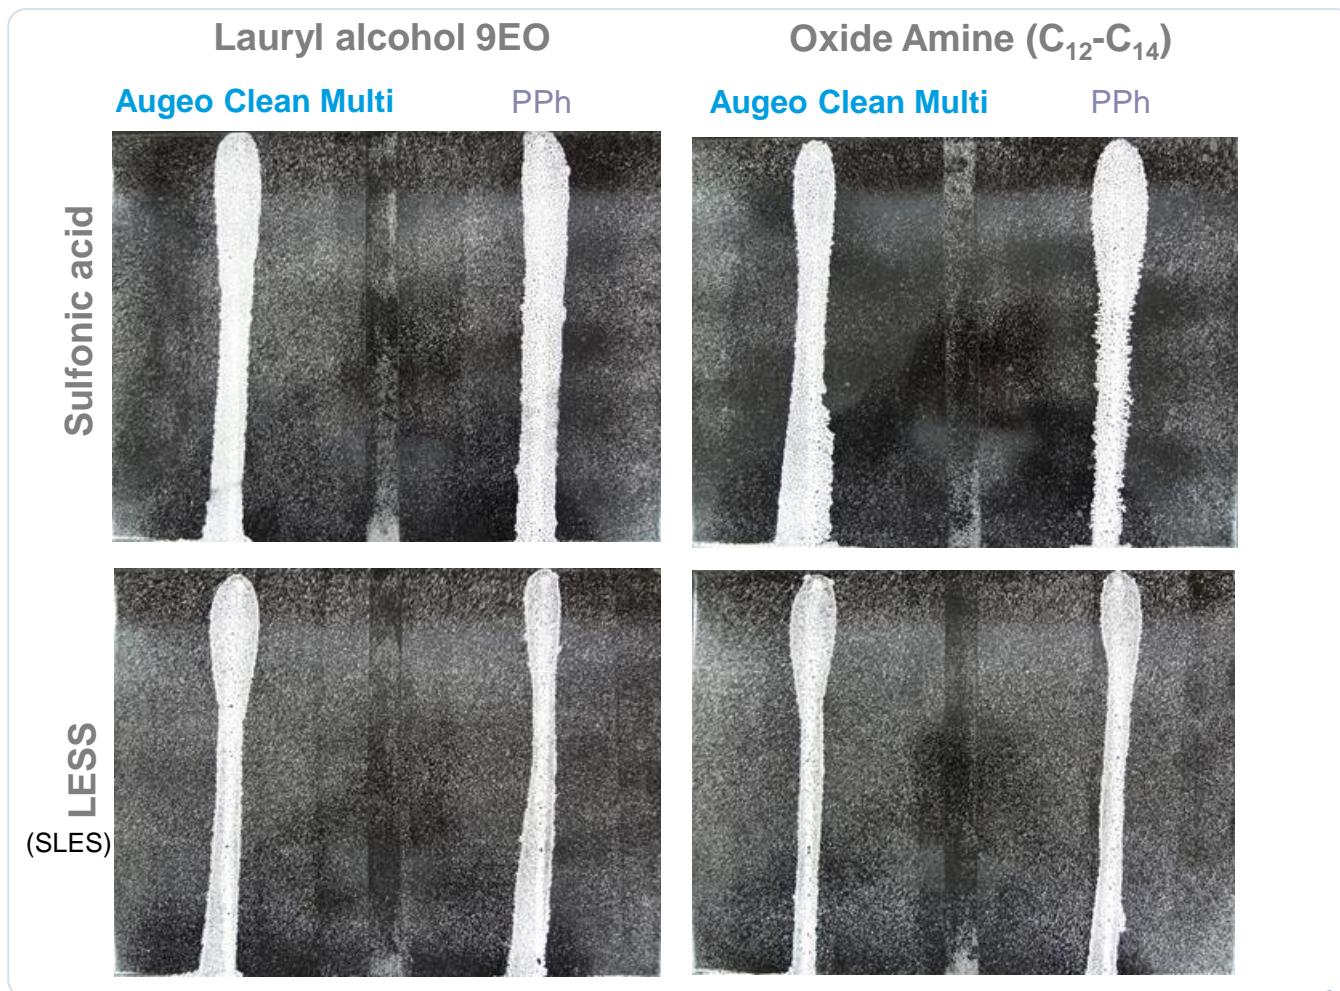 Lauryl alcohol 9EO
Oxide Amine (C12-C14)
Augeo Clean Multi
PPh
Augeo Clean Multi
PPh
Sulfonic acid
LESS
(SLES)